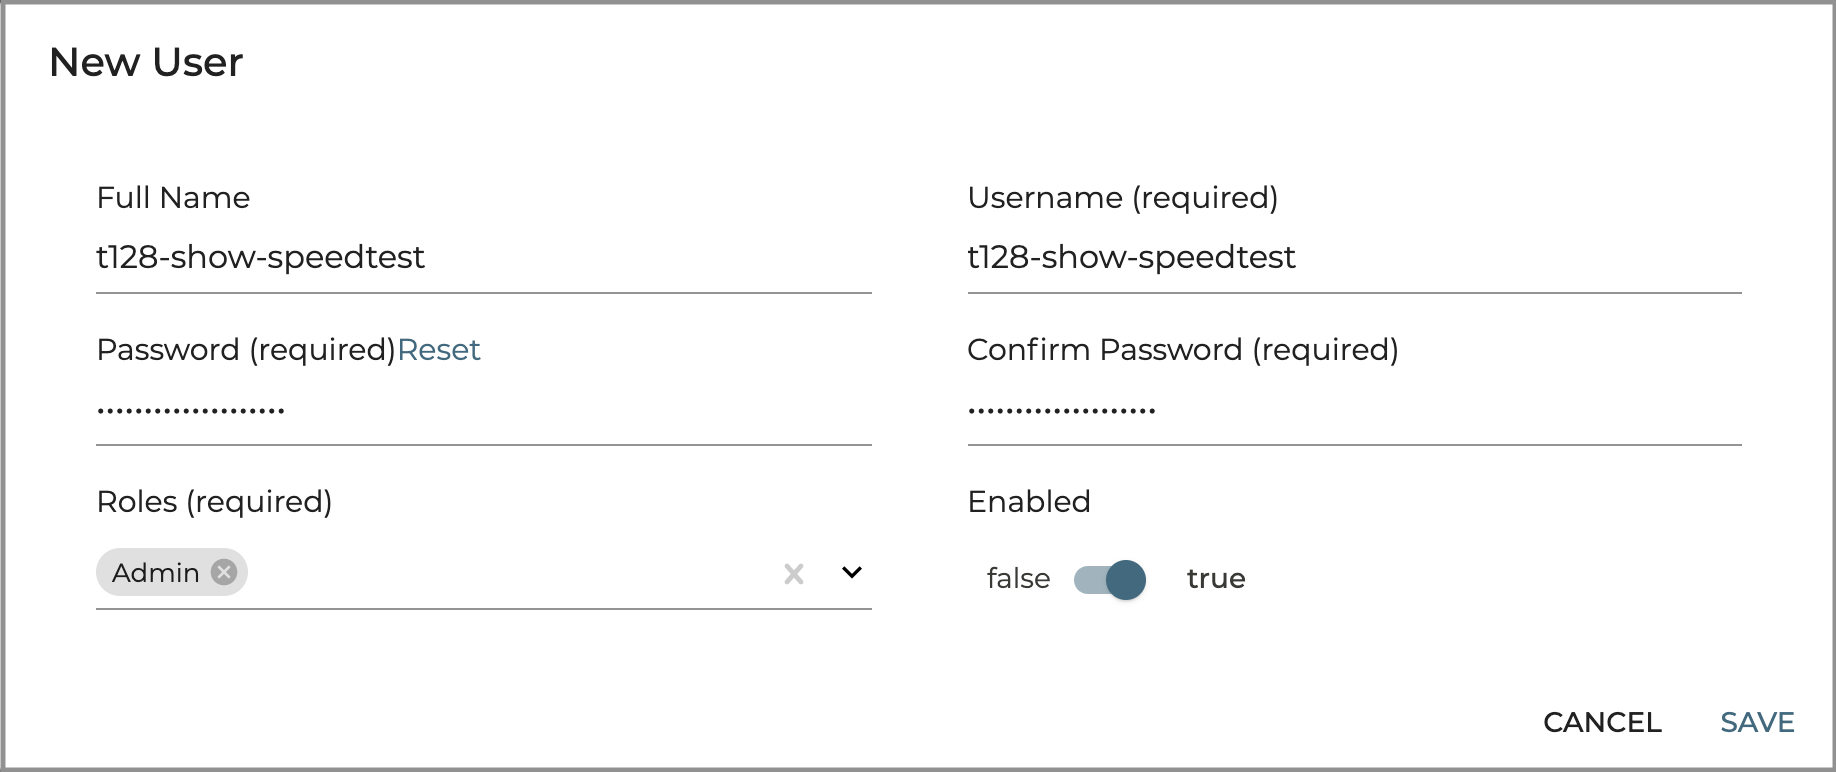 New User
Full Name
Username (required)
t128-show-speedtest
t128-show-speedtest
Password (required)Reset
Confirm Password (required)
••••••••••••••••••••
••••••••••••••••••••
Roles (required)
Enabled
Admin
false
true
CANCEL
SAVE